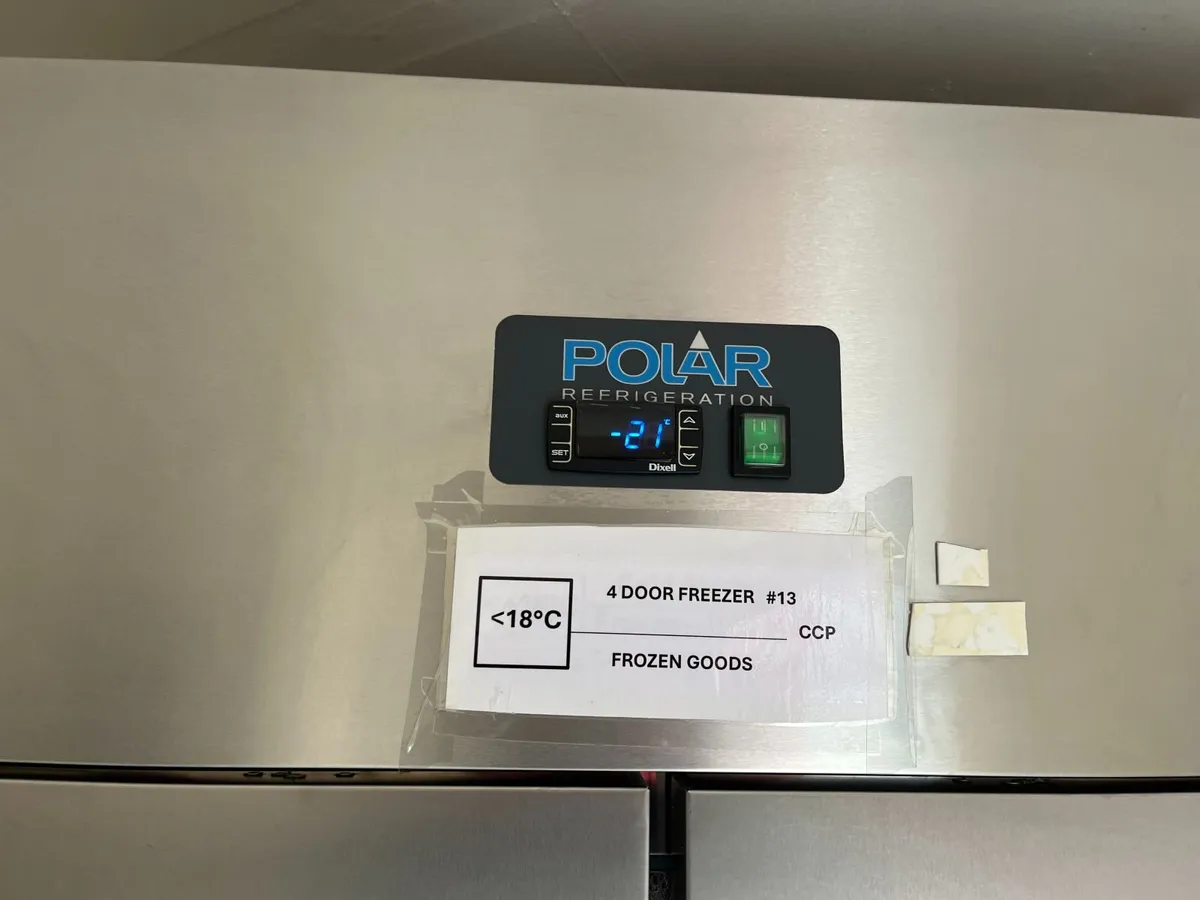 POLAR
REFRIGERATION
aux
-21 °C
SET
Dixell
<18°C
4 DOOR FREEZER #13
CCP
FROZEN GOODS